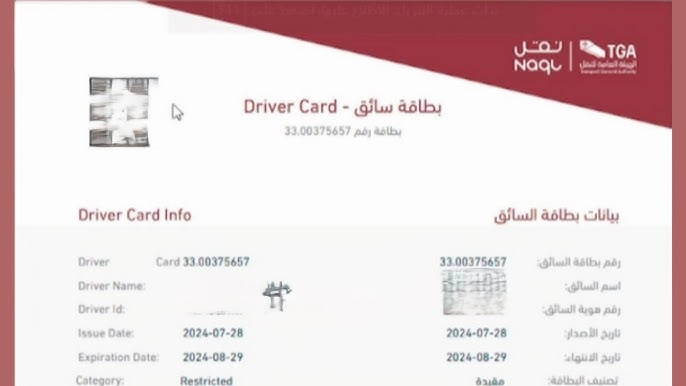 نقل
Naql
TGA
الهيئة العامة للنقل
Transport General Authority
Driver Card - بطاقة سائق
بطاقة رقم 33.00375657
Driver Card Info
بيانات بطاقة السائق
Driver Card 33.00375657
33.00375657 رقم بطاقة السائق:
Driver Name:
اسم السائق:
Driver Id:
رقم هوية السائق:
Issue Date: 2024-07-28
2024-07-28 تاريخ الأصدار:
Expiration Date: 2024-08-29
2024-08-29 تاريخ الانتهاء:
Category: Restricted
مقيدة تصنيف البطاقة: